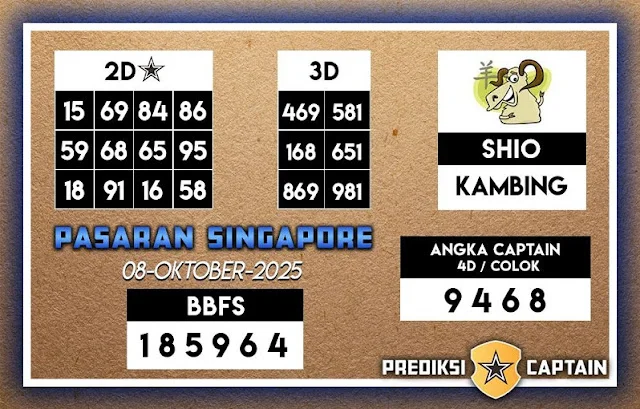 2D
15 69 84 86
59 68 65 95
18 91 16 58
3D
469 581
168 651
869 981
羊
SHIO
KAMBING
PASARAN SINGAPORE
08-OKTOBER-2025
BBFS
185964
ANGKA CAPTAIN
4D / COLOK
9468
PREDIKSI CAPTAIN